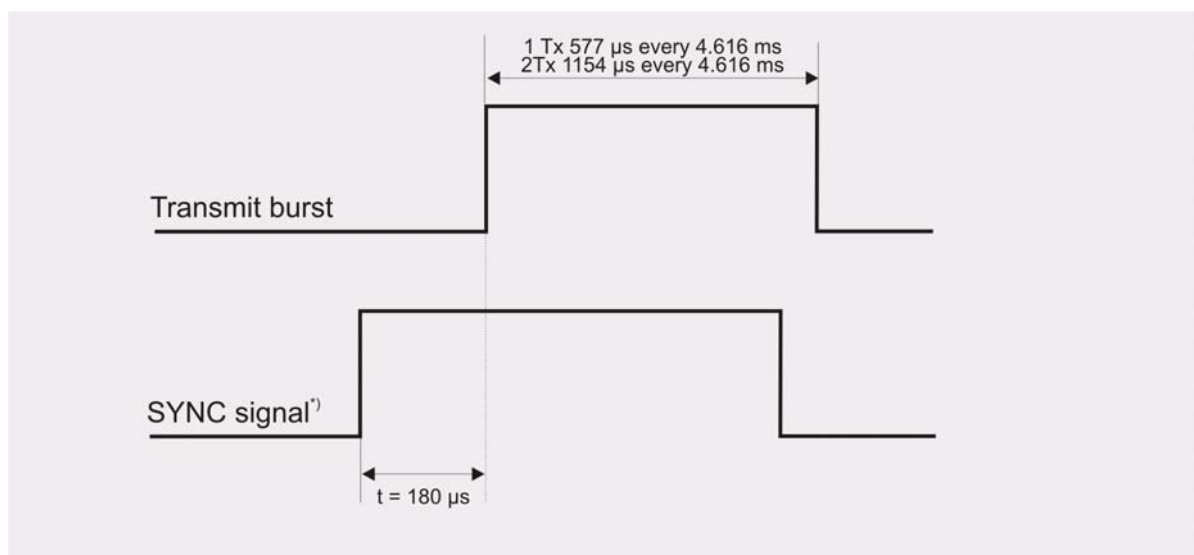 1 Tx 577 µs every 4.616 ms
2Tx 1154 µs every 4.616 ms
Transmit burst
SYNC signal*)
t = 180 µs